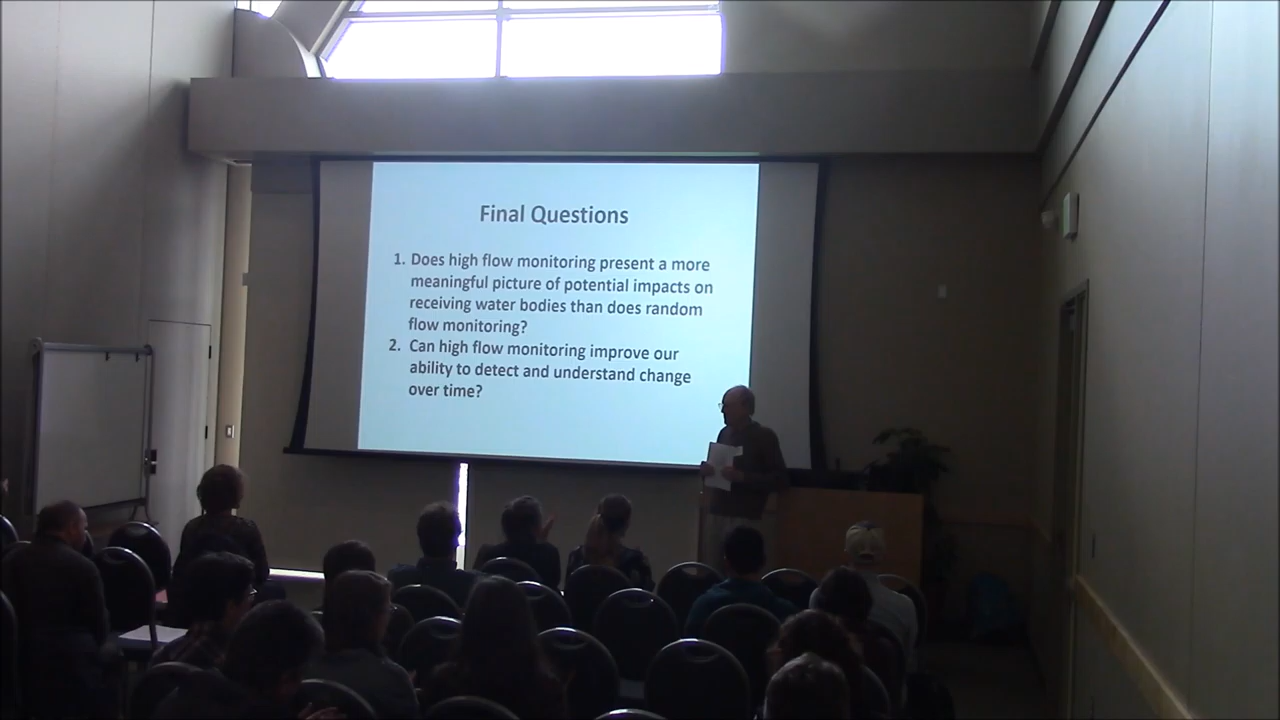 Final Questions
1. Does high flow monitoring present a more
meaningful picture of potential impacts on
receiving water bodies than does random
flow monitoring?
2. Can high flow monitoring improve our
ability to detect and understand change
over time?